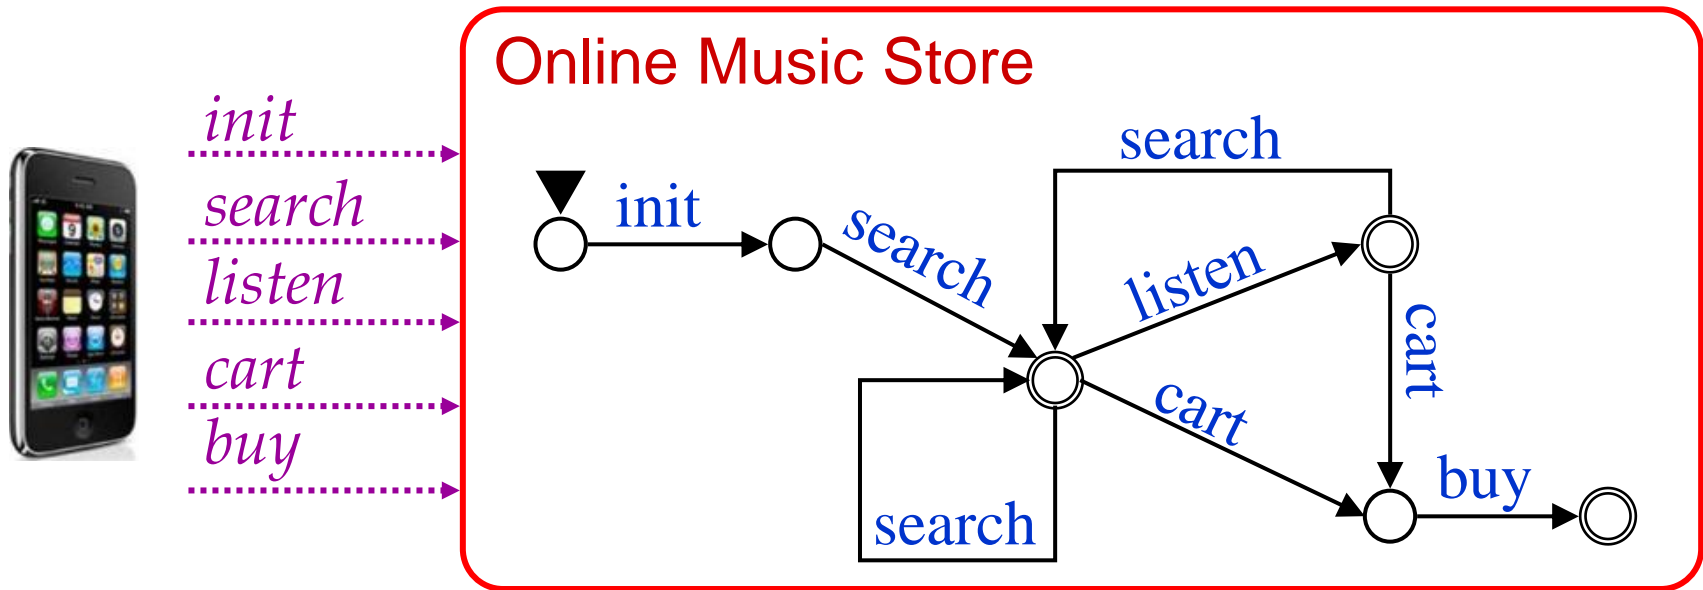 Online Music Store
init
search
listen
cart
buy
init
search
search
listen
cart
cart
search
buy